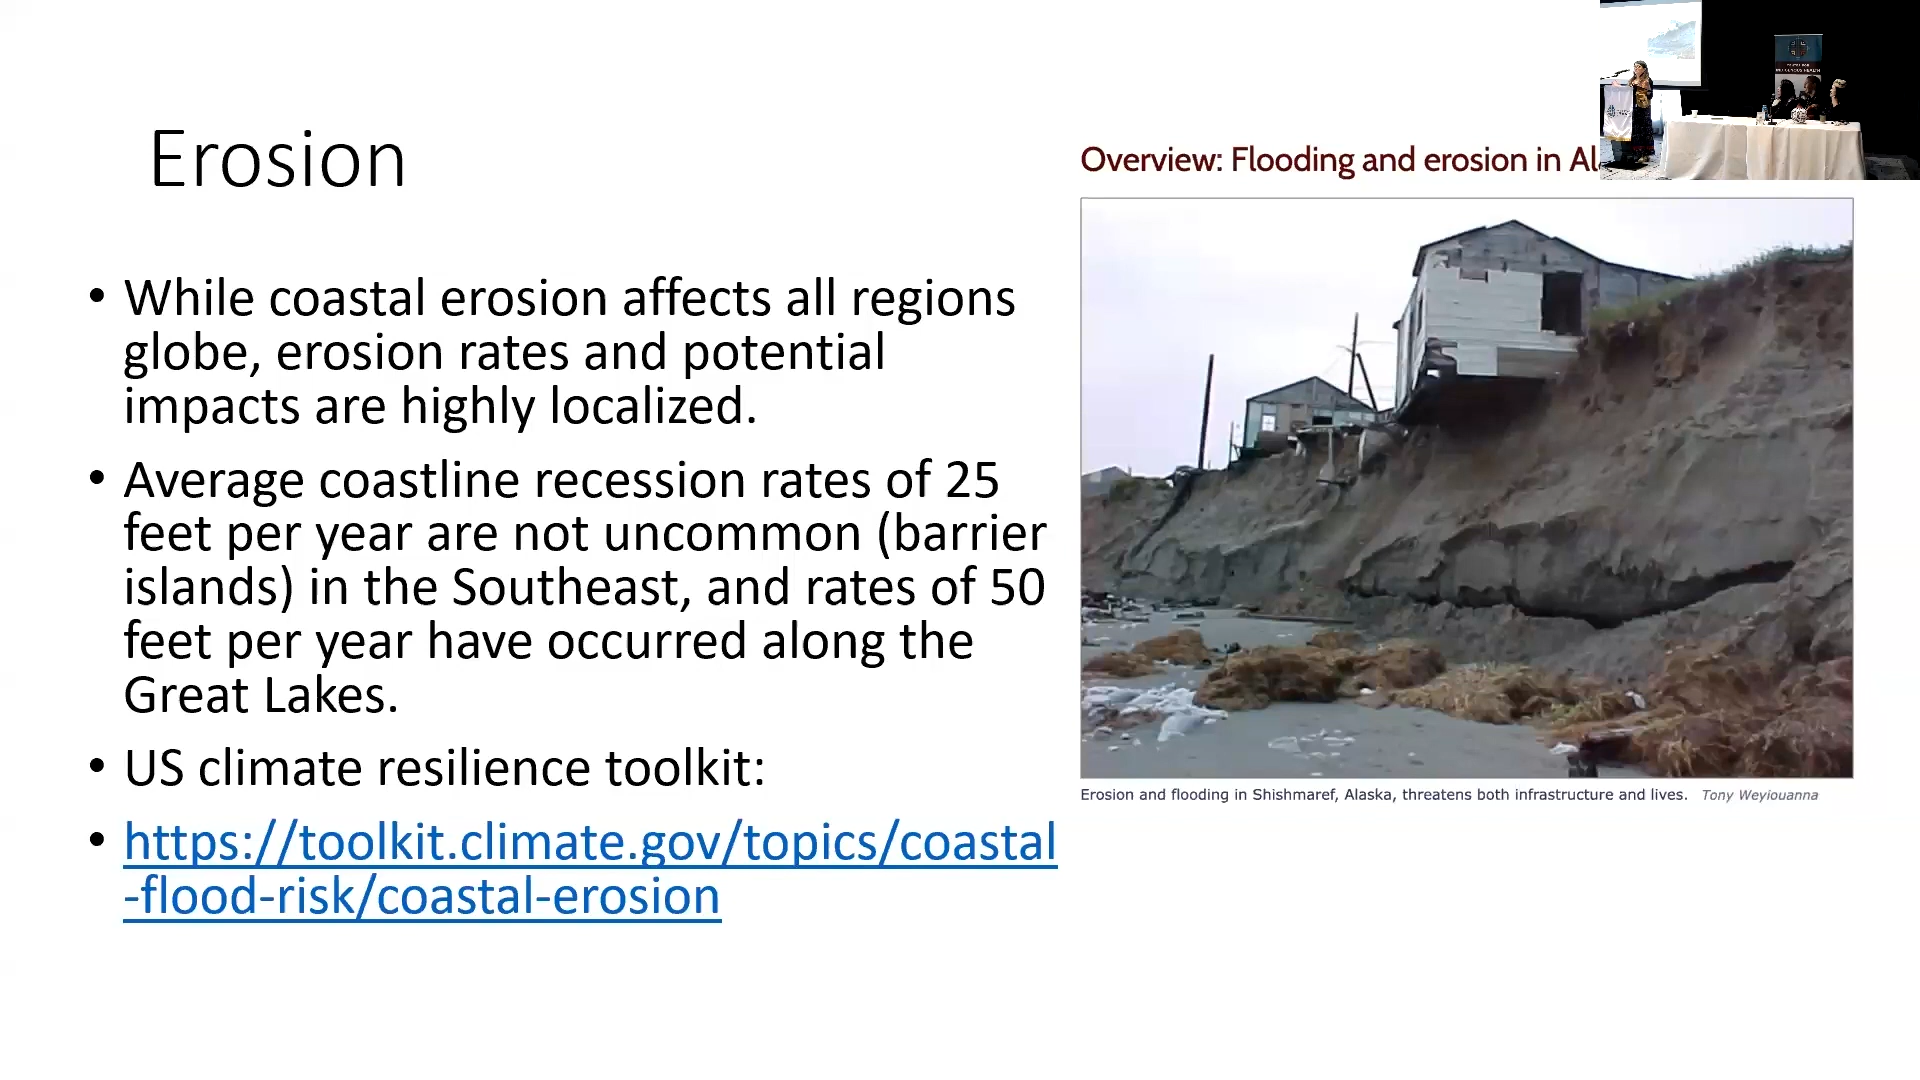 Erosion
• While coastal erosion affects all regions
globe, erosion rates and potential
impacts are highly localized.
• Average coastline recession rates of 25
feet per year are not uncommon (barrier
islands) in the Southeast, and rates of 50
feet per year have occurred along the
Great Lakes.
• US climate resilience toolkit:
• https://toolkit.climate.gov/topics/coastal
-flood-risk/coastal-erosion
Overview: Flooding and erosion in Al
Erosion and flooding in Shishmaref, Alaska, threatens both infrastructure and lives. Tony Weyiouanna
INDIGENOUS HEALTH